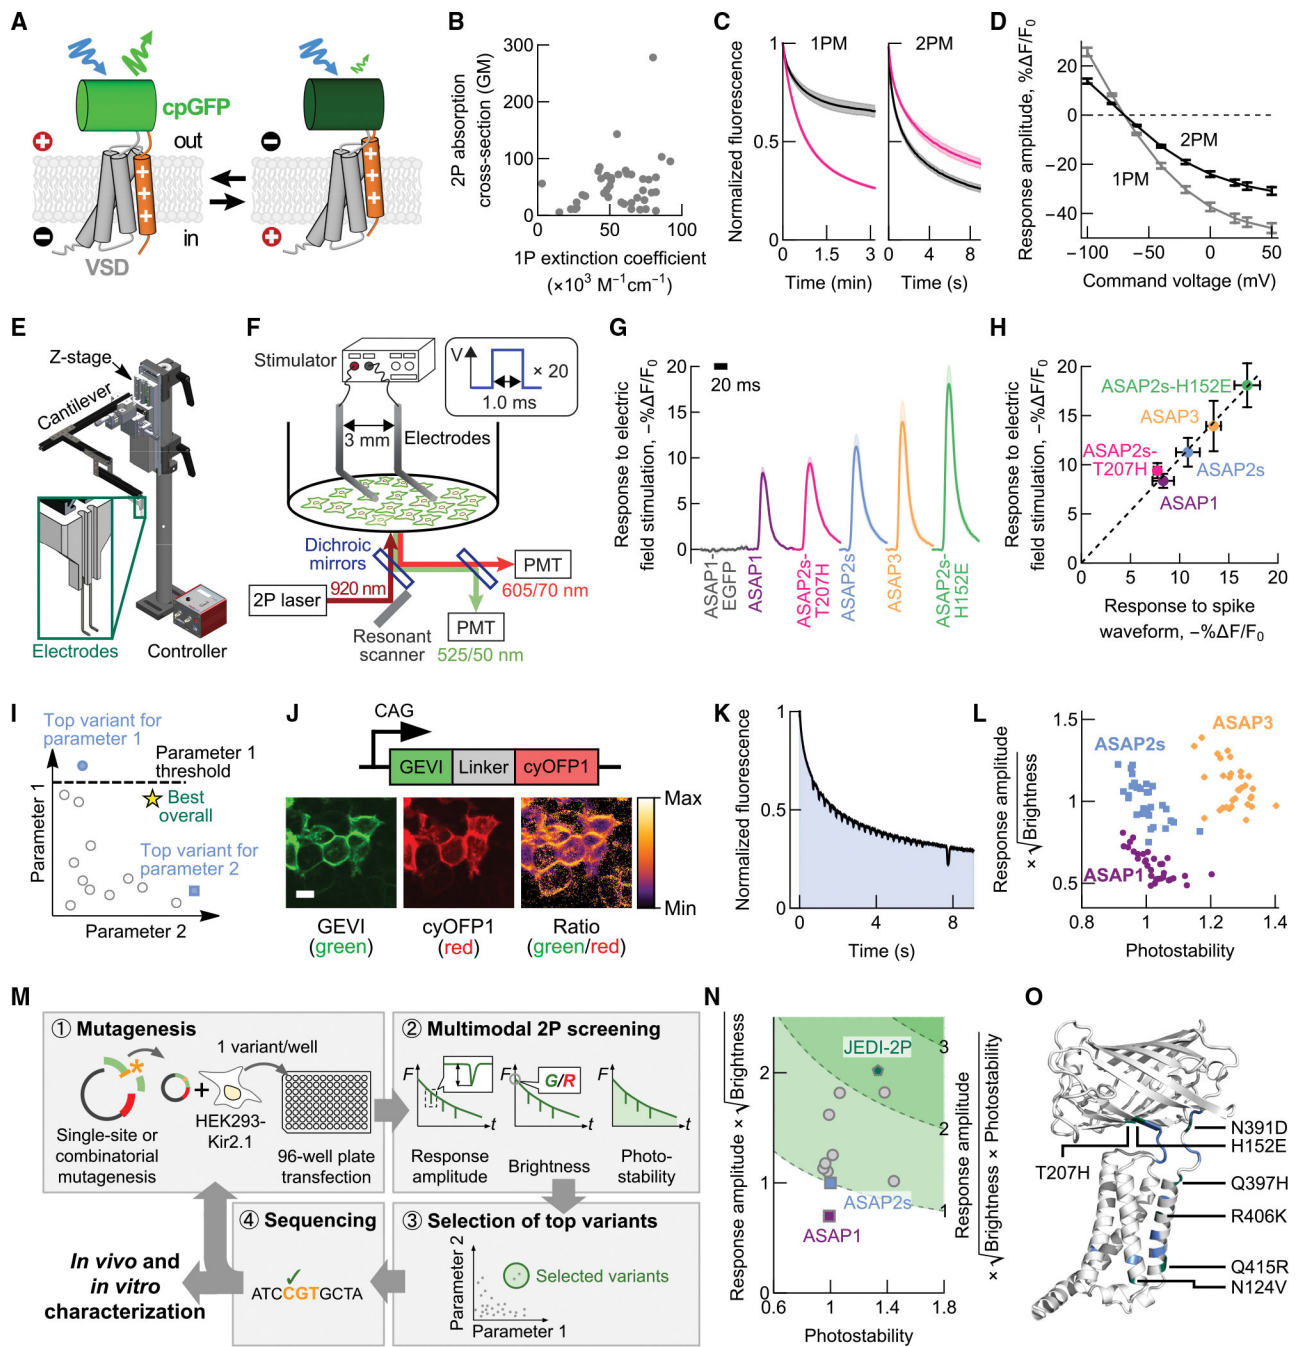 A
cpGFP
out
in
VSD
B
2P absorption
cross-section (GM)
300
200
100
0
0
50
100
1P extinction coefficient
(×10³ M⁻¹cm⁻¹)
C
Normalized fluorescence
1
0.5
0
1PM
2PM
0
1.5
3
0
4
8
Time (min)
Time (s)
D
Response amplitude, %ΔF/F₀
20
0
−20
−40
2PM
1PM
−100
−50
0
50
Command voltage (mV)
E
Z-stage
Cantilever
Electrodes
Controller
F
Stimulator
V
× 20
1.0 ms
3 mm
Electrodes
Dichroic
mirrors
920 nm
2P laser
PMT
605/70 nm
PMT
525/50 nm
Resonant
scanner
G
Response to electric
field stimulation, −%ΔF/F₀
20
15
10
5
0
20 ms
ASAP1-
EGFP
ASAP1
ASAP2s-
T207H
ASAP2s
ASAP3
ASAP2s-
H152E
H
Response to electric
field stimulation, −%ΔF/F₀
20
15
10
5
0
ASAP2s-H152E
ASAP3
ASAP2s-
T207H
ASAP2s
ASAP1
0
5
10
15
20
Response to spike
waveform, −%ΔF/F₀
I
Top variant for
parameter 1
Parameter 1
threshold
Best
overall
Top variant for
parameter 2
Parameter 1
Parameter 2
J
CAG
GEVI
Linker
cyOFP1
Max
Min
GEVI
(green)
cyOFP1
(red)
Ratio
(green/red)
K
Normalized fluorescence
1
0.5
0
0
4
8
Time (s)
L
Response amplitude
× √Brightness
1.5
1
0.5
ASAP3
ASAP2s
ASAP1
0.8
1
1.2
1.4
Photostability
M
① Mutagenesis
1 variant/well
HEK293-
Kir2.1
Single-site or
combinatorial
mutagenesis
96-well plate
transfection
② Multimodal 2P screening
F
t
F
G/R
t
F
t
Response
amplitude
Brightness
Photo-
stability
③ Selection of top variants
Parameter 2
Selected variants
Parameter 1
④ Sequencing
ATCCGTGCTA
In vivo and
in vitro
characterization
N
Response amplitude × √Brightness
2
1
0
JEDI-2P
ASAP2s
ASAP1
3
2
1
Response amplitude
× √Brightness × Photostability
0.6
1
1.4
1.8
Photostability
O
N391D
H152E
T207H
Q397H
R406K
Q415R
N124V